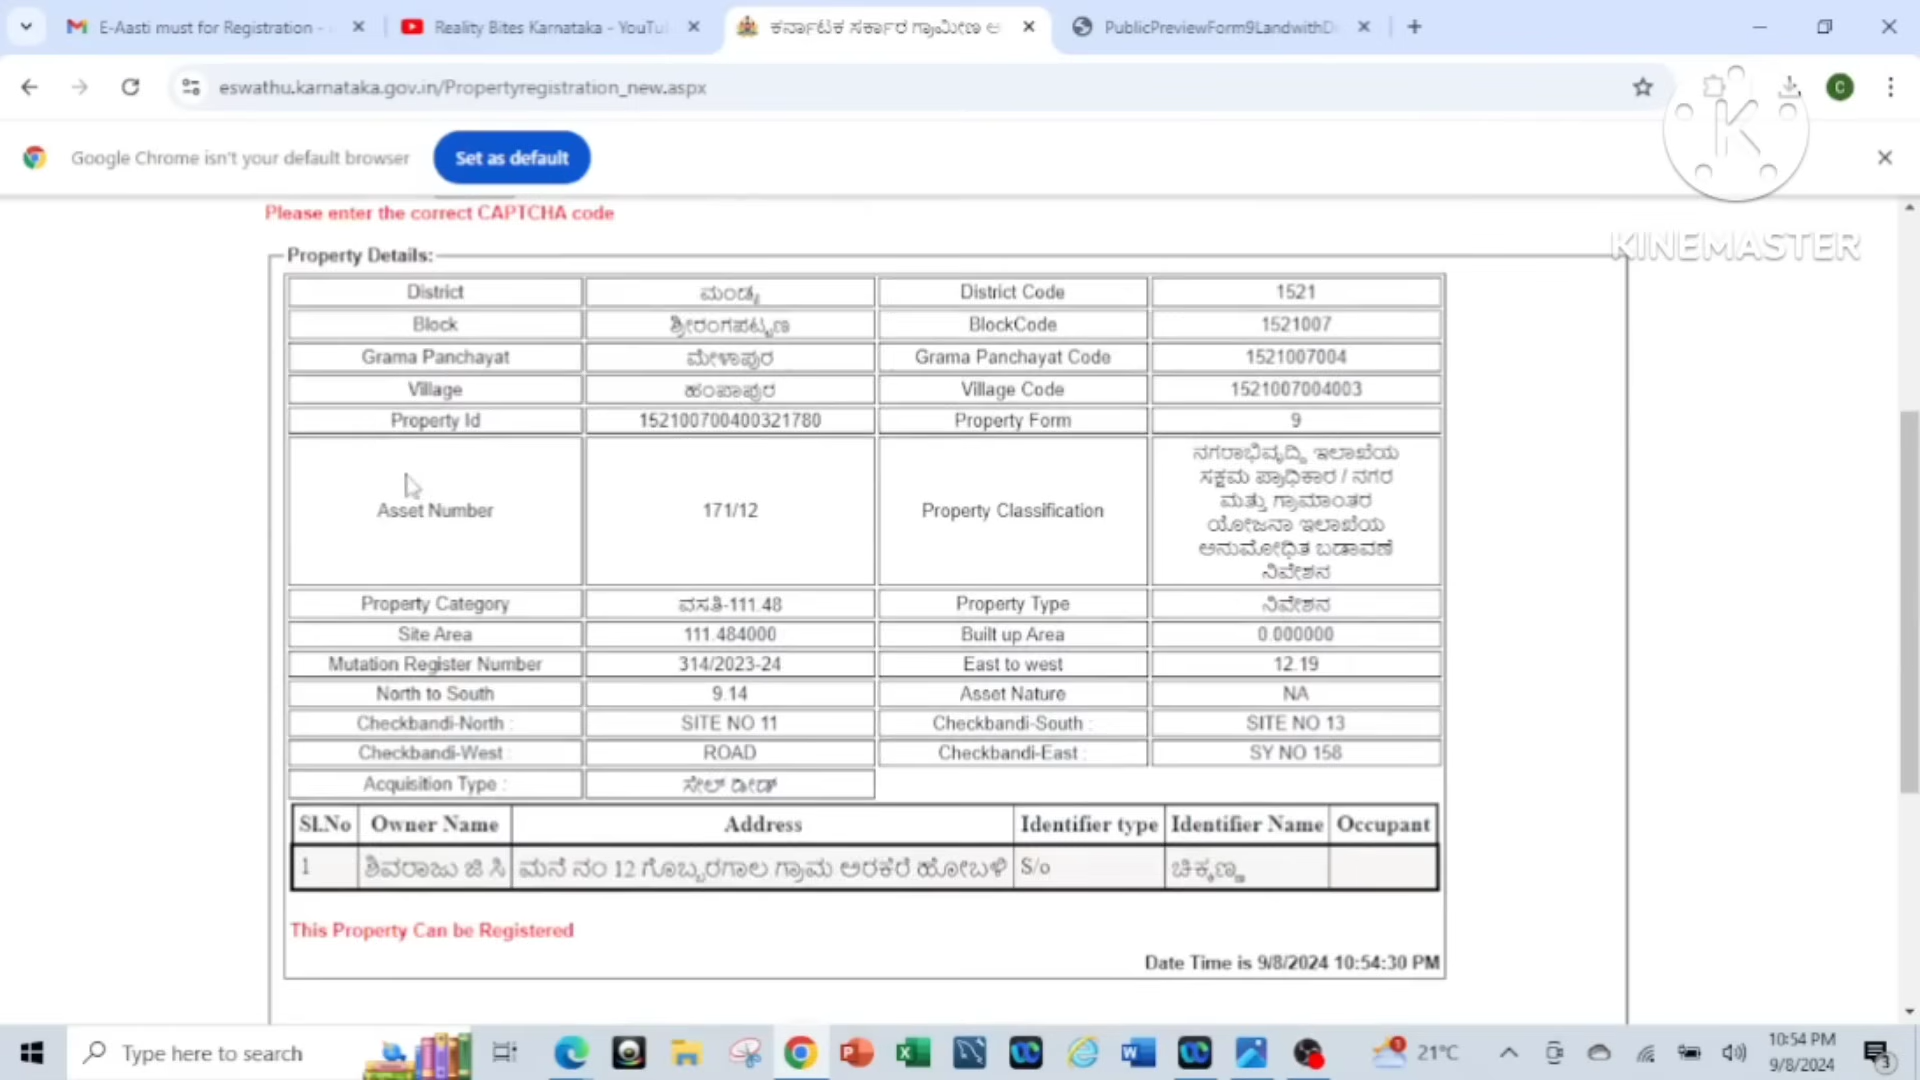 E-Aasti must for Registration -
Reality Bites Karnataka - YouTu
ಕರ್ನಾಟಕ ಸರ್ಕಾರ ಗ್ರಾಮೀಣ ಅ
PublicPreviewForm9LandwithD
eswathu.karnataka.gov.in/Propertyregistration_new.aspx
C
Google Chrome isn't your default browser Set as default
K
KINEMASTER
Please enter the correct CAPTCHA code
Property Details:
District ಮಂಡ್ಯ District Code 1521
Block ಶ್ರೀರಂಗಪಟ್ಟಣ BlockCode 1521007
Grama Panchayat ಮೇಳಾಪುರ Grama Panchayat Code 1521007004
Village ಹಂಪಾಪುರ Village Code 1521007004003
Property Id 152100700400321780 Property Form 9
Asset Number 171/12 Property Classification
ನಗರಾಭಿವೃದ್ಧಿ ಇಲಾಖೆಯ
ಸಕ್ಷಮ ಪ್ರಾಧಿಕಾರ / ನಗರ
ಮತ್ತು ಗ್ರಾಮಾಂತರ
ಯೋಜನಾ ಇಲಾಖೆಯ
ಅನುಮೋಧಿತ ಬಡಾವಣೆ
ನಿವೇಶನ
Property Category ವಸತಿ-111.48 Property Type ನಿವೇಶನ
Site Area 111.484000 Built up Area 0.000000
Mutation Register Number 314/2023-24 East to west 12.19
North to South 9.14 Asset Nature NA
Checkbandi-North : SITE NO 11 Checkbandi-South : SITE NO 13
Checkbandi-West : ROAD Checkbandi-East : SY NO 158
Acquisition Type : ಸೇಲ್ ಡೀಡ್
SLNo Owner Name Address Identifier type Identifier Name Occupant
1 ಶಿವರಾಜು ಜಿ ಸಿ ಮನೆ ನಂ 12 ಗೊಬ್ಬರಗಾಲ ಗ್ರಾಮ ಅರಕೆರೆ ಹೋಬಳಿ S/o ಚಿಕ್ಕಣ್ಣ
This Property Can be Registered
Date Time is 9/8/2024 10:54:30 PM
Type here to search
21°C
10:54 PM
9/8/2024
3